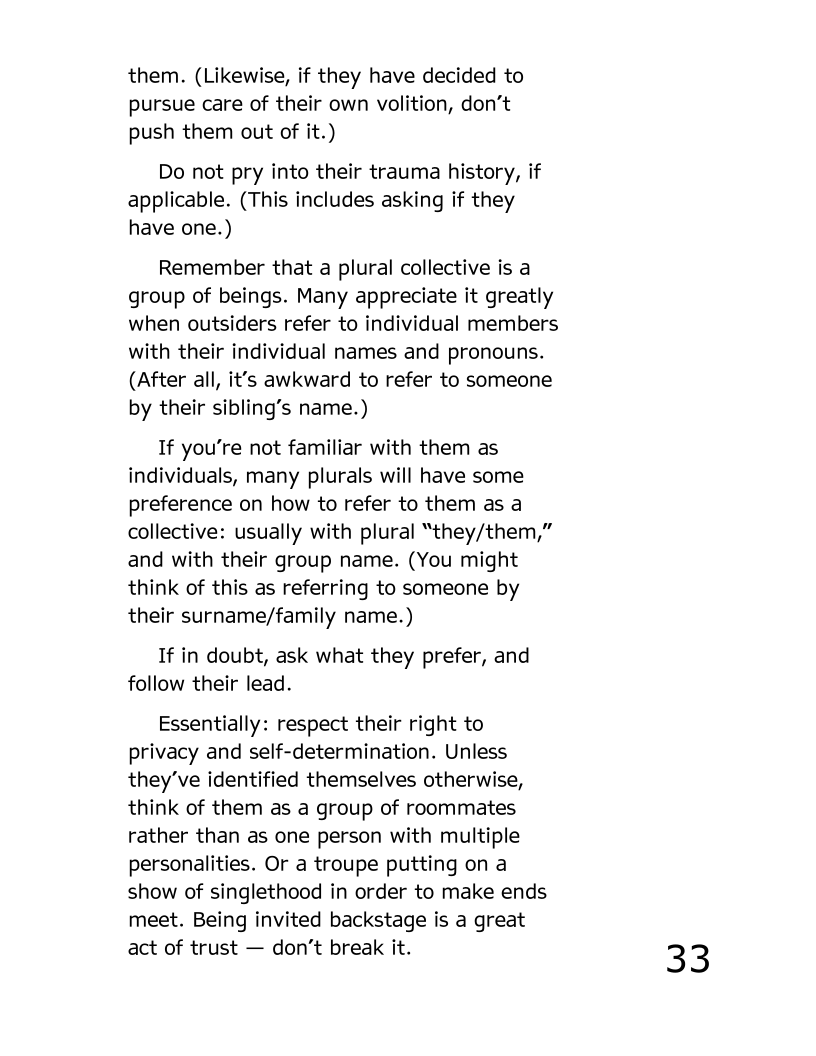 them. (Likewise, if they have decided to
pursue care of their own volition, don’t
push them out of it.)
Do not pry into their trauma history, if
applicable. (This includes asking if they
have one.)
Remember that a plural collective is a
group of beings. Many appreciate it greatly
when outsiders refer to individual members
with their individual names and pronouns.
(After all, it’s awkward to refer to someone
by their sibling’s name.)
If you’re not familiar with them as
individuals, many plurals will have some
preference on how to refer to them as a
collective: usually with plural “they/them,”
and with their group name. (You might
think of this as referring to someone by
their surname/family name.)
If in doubt, ask what they prefer, and
follow their lead.
Essentially: respect their right to
privacy and self-determination. Unless
they’ve identified themselves otherwise,
think of them as a group of roommates
rather than as one person with multiple
personalities. Or a troupe putting on a
show of singlethood in order to make ends
meet. Being invited backstage is a great
act of trust — don’t break it.
33